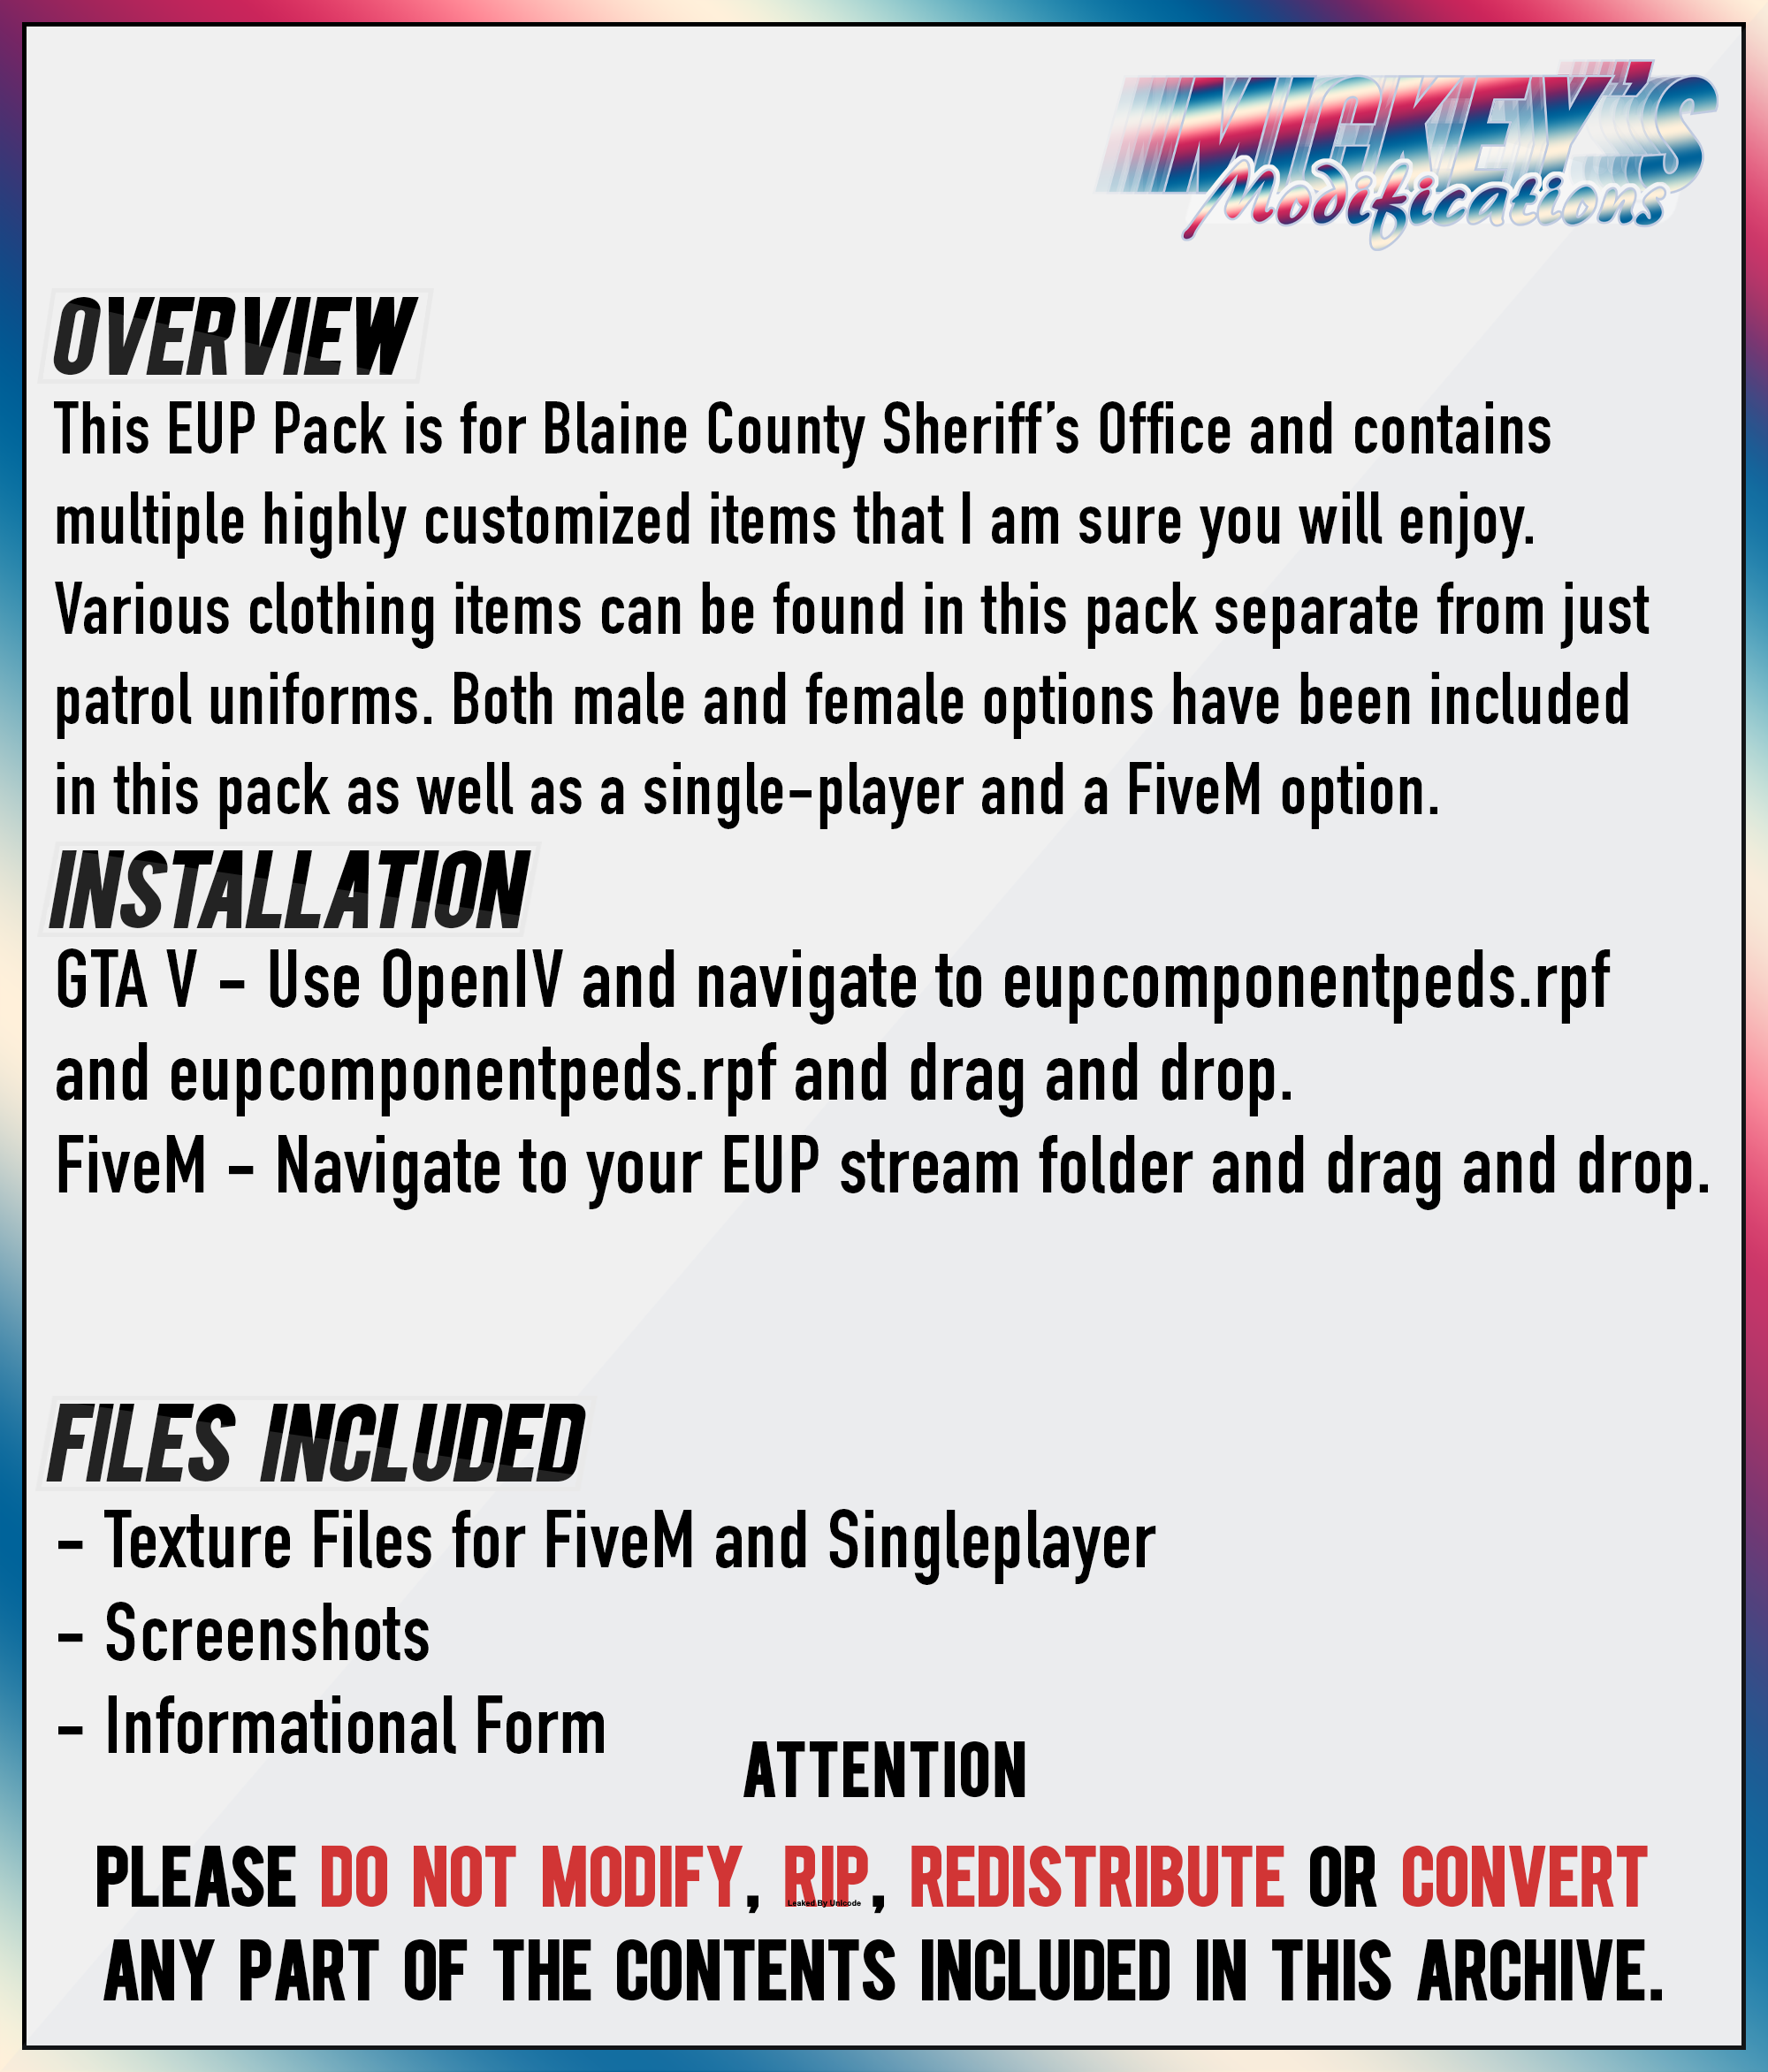 MICKEY'S
Modifications
OVERVIEW
This EUP Pack is for Blaine County Sheriff's Office and contains
multiple highly customized items that I am sure you will enjoy.
Various clothing items can be found in this pack separate from just
patrol uniforms. Both male and female options have been included
in this pack as well as a single-player and a FiveM option.
INSTALLATION
GTA V - Use OpenIV and navigate to eupcomponentpeds.rpf
and eupcomponentpeds.rpf and drag and drop.
FiveM - Navigate to your EUP stream folder and drag and drop.
FILES INCLUDED
- Texture Files for FiveM and Singleplayer
- Screenshots
- Informational Form
ATTENTION
PLEASE DO NOT MODIFY, RIP, REDISTRIBUTE OR CONVERT
Leaked By Unicode
ANY PART OF THE CONTENTS INCLUDED IN THIS ARCHIVE.